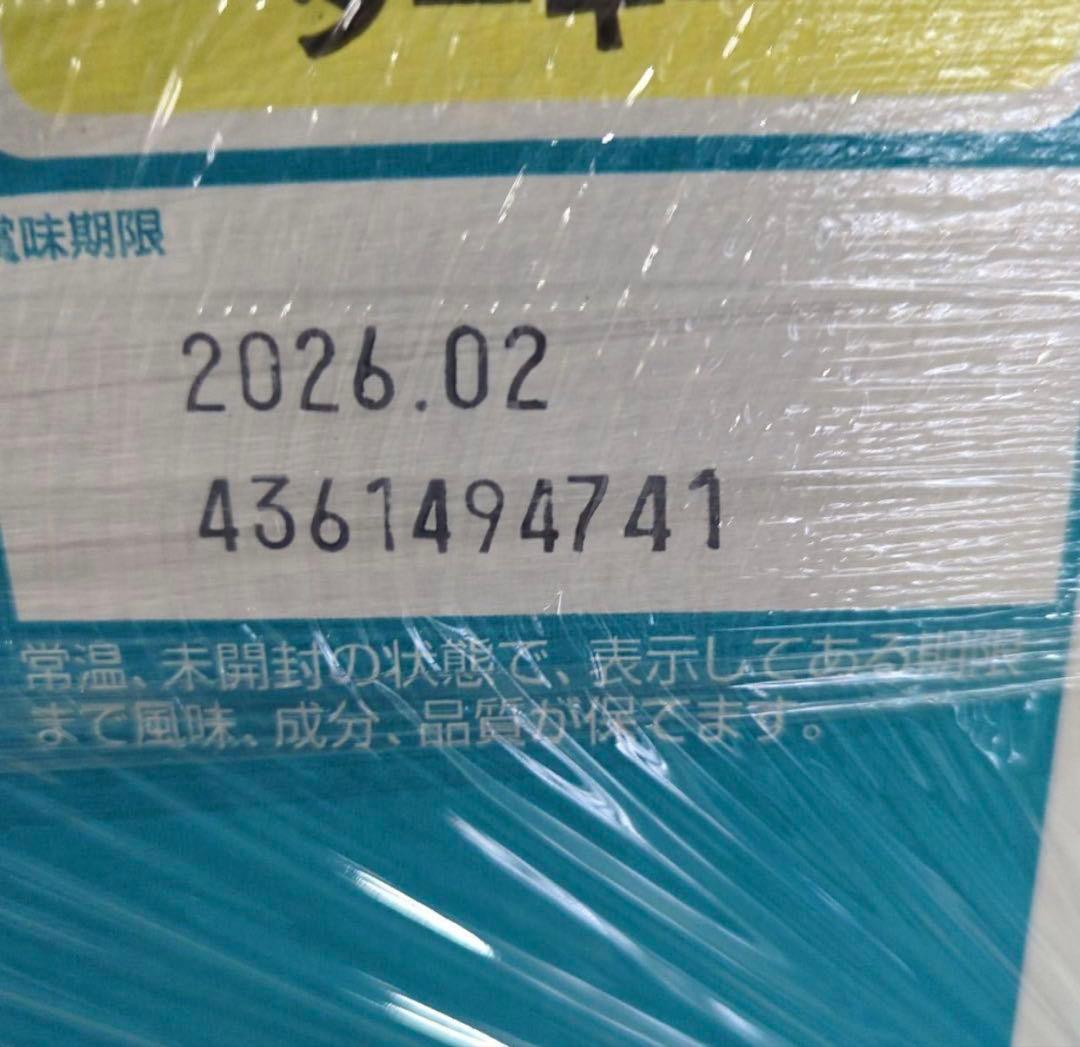 賞味期限
2026.02
4361494741
常温、未開封の状態で、表示してある期限
まで風味、成分、品質が保てます。